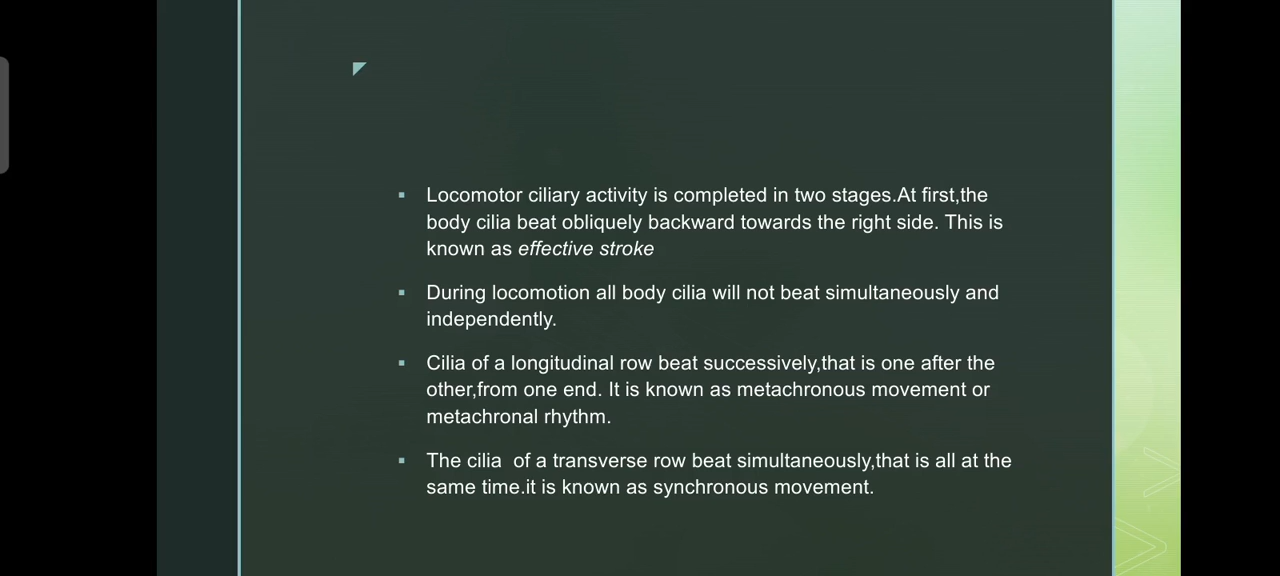 Locomotor ciliary activity is completed in two stages.At first,the
body cilia beat obliquely backward towards the right side. This is
known as effective stroke
During locomotion all body cilia will not beat simultaneously and
independently.
Cilia of a longitudinal row beat successively,that is one after the
other,from one end. It is known as metachronous movement or
metachronal rhythm.
The cilia  of a transverse row beat simultaneously,that is all at the
same time.it is known as synchronous movement.